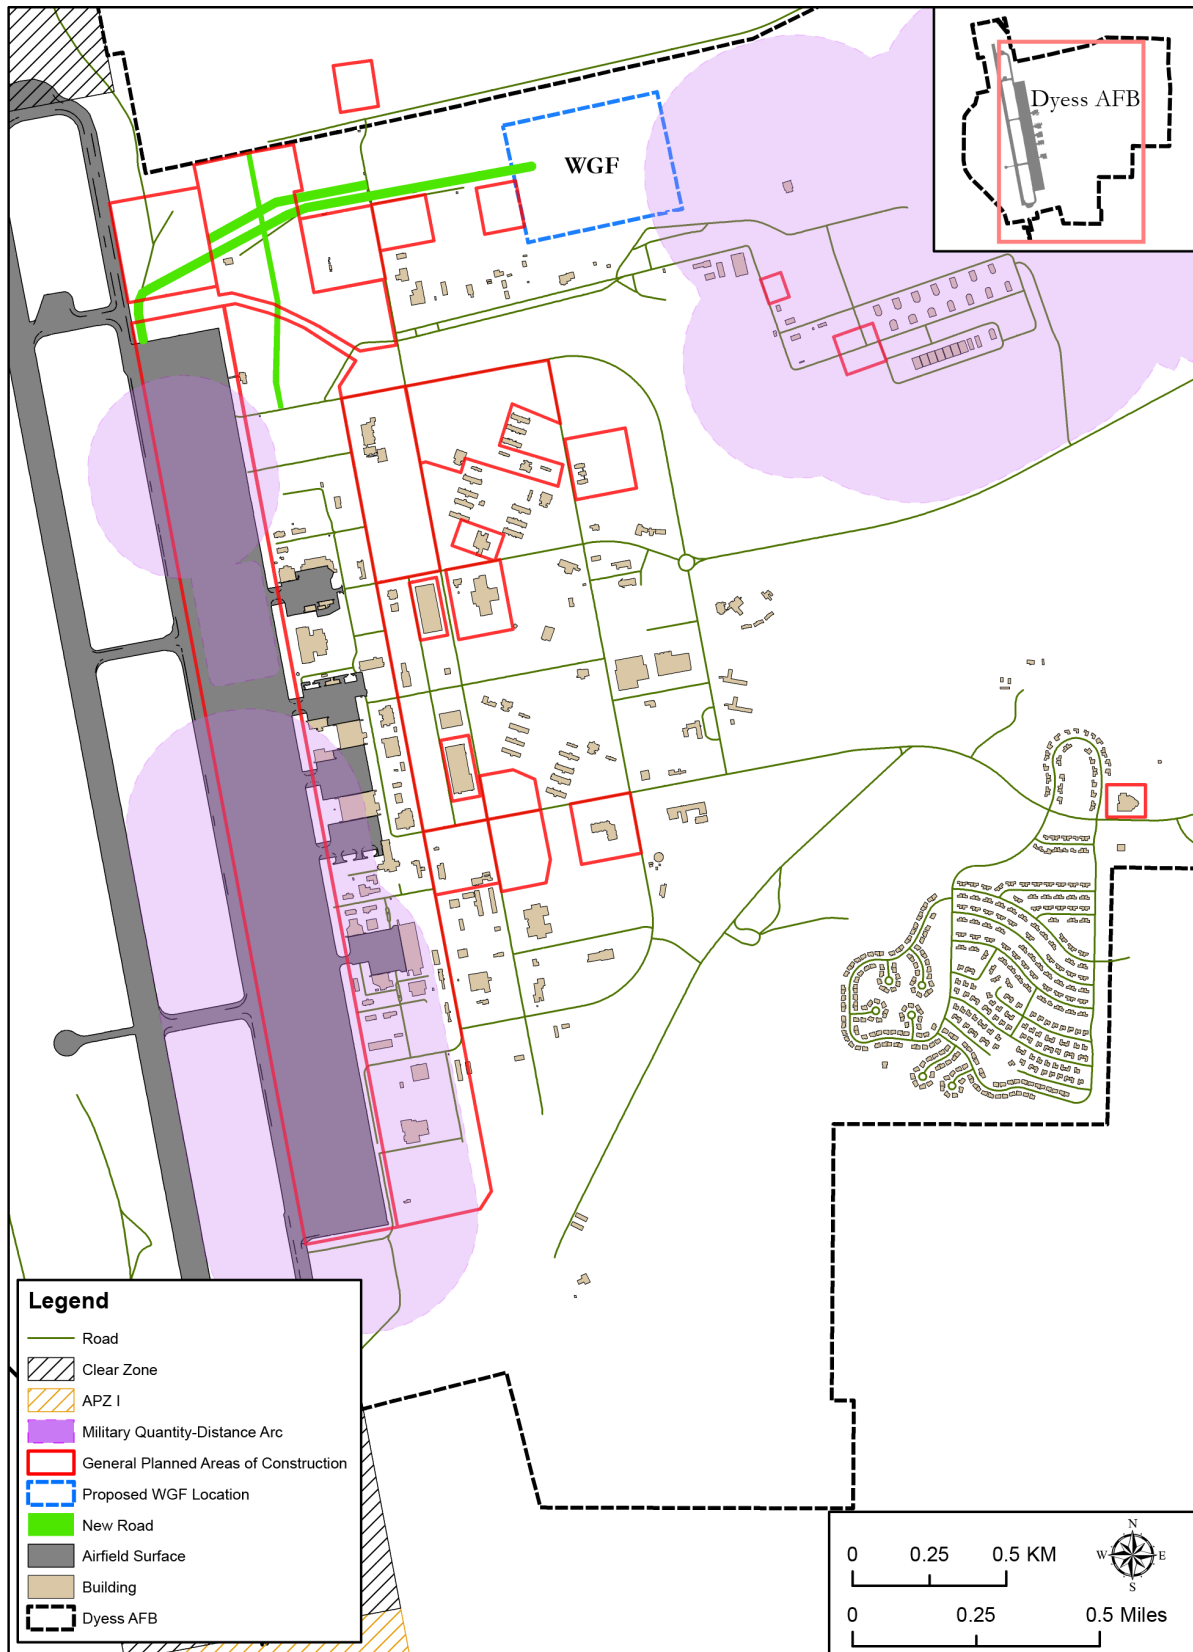 Dyess AFB
WGF
Legend
Road
Clear Zone
APZ I
Military Quantity-Distance Arc
General Planned Areas of Construction
Proposed WGF Location
New Road
Airfield Surface
Building
Dyess AFB
N
W E
S
0 0.25 0.5 KM
0 0.25 0.5 Miles